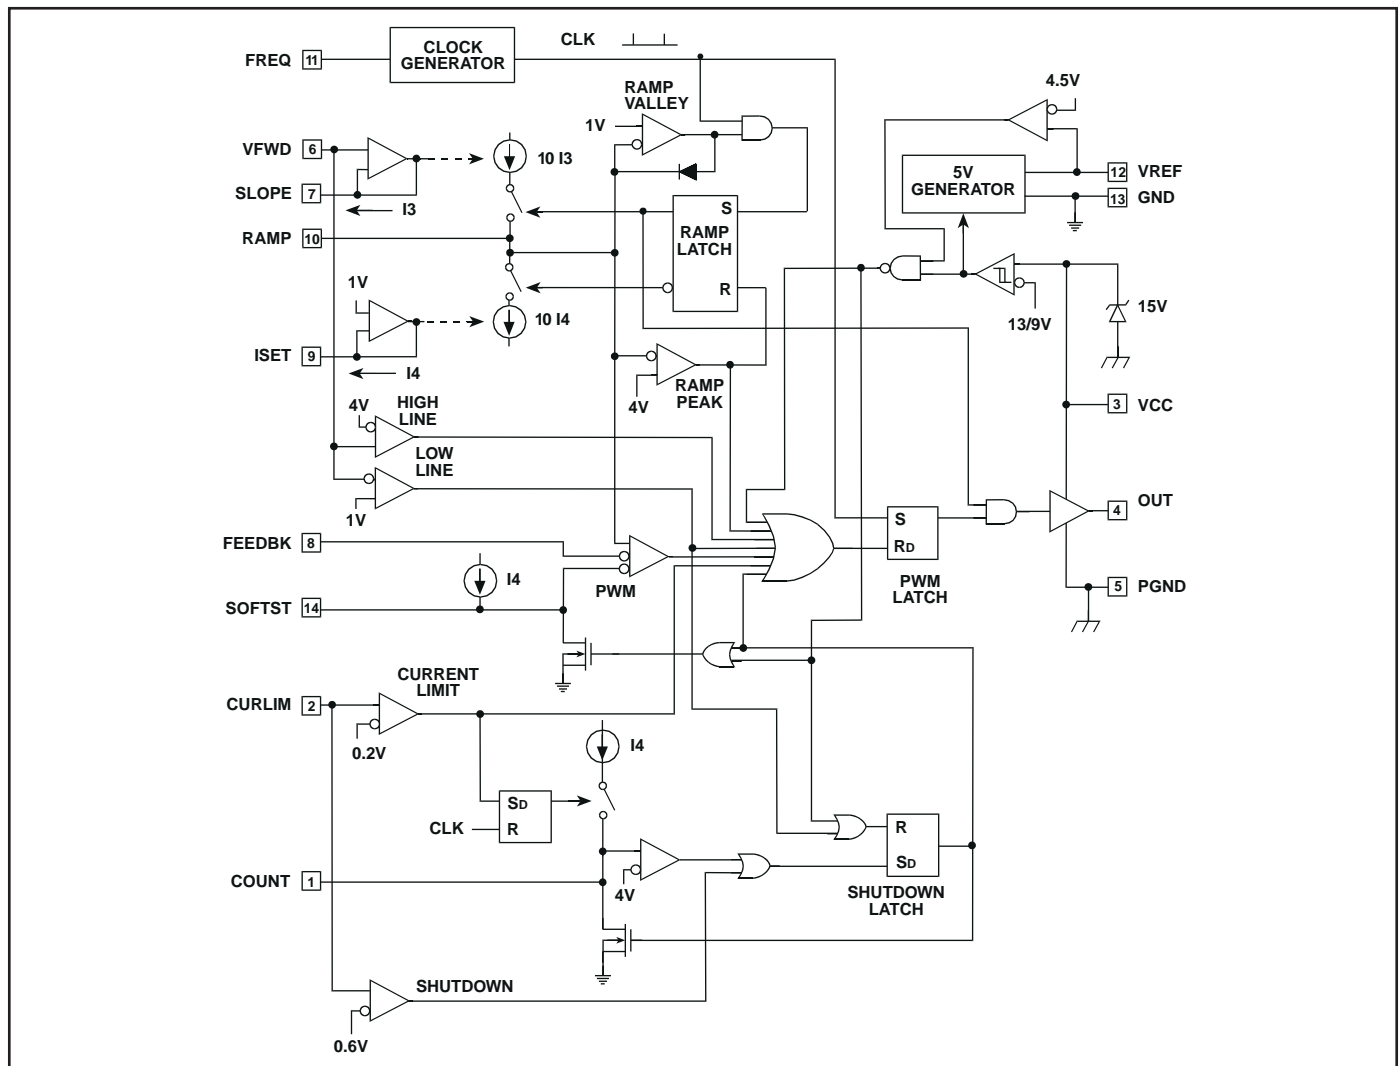 FREQ 11
CLOCK
GENERATOR
CLK
RAMP
VALLEY
1V
4.5V
VFWD 6
10 I3
5V
GENERATOR
12 VREF
SLOPE 7
I3
S
13 GND
RAMP 10
RAMP
LATCH
R
1V
10 I4
13/9V
15V
ISET 9
I4
RAMP
PEAK
4V
4V
HIGH
LINE
3 VCC
LOW
LINE
1V
OUT
4
S
RD
FEEDBK 8
I4
PWM
PWM
LATCH
5 PGND
SOFTST 14
CURRENT
LIMIT
CURLIM 2
0.2V
I4
SD
R
CLK
R
SD
COUNT 1
4V
SHUTDOWN
LATCH
SHUTDOWN
0.6V